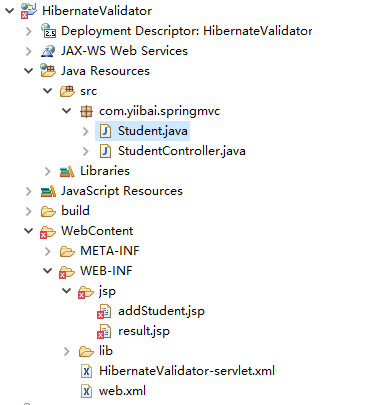 HibernateValidator
Deployment Descriptor: HibernateValidator
JAX-WS Web Services
Java Resources
src
com.yiibai.springmvc
Student.java
StudentController.java
Libraries
JavaScript Resources
build
WebContent
META-INF
WEB-INF
jsp
addStudent.jsp
result.jsp
lib
HibernateValidator-servlet.xml
web.xml